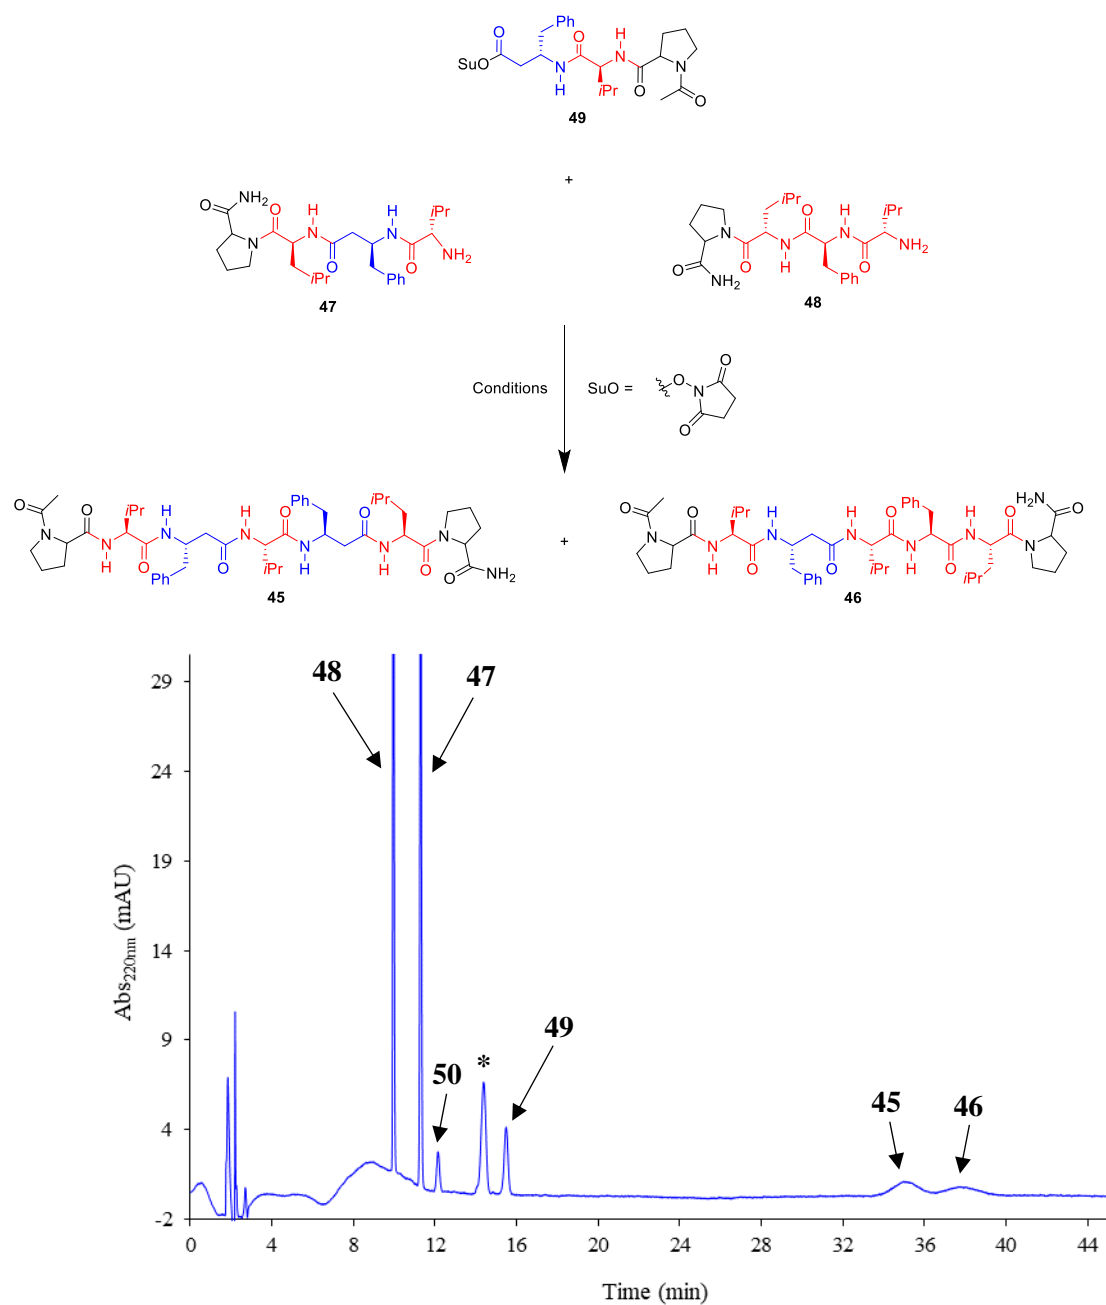 Ph
O
O
H
N
SuO
N
H
O
iPr
O
N
O
49
+
NH2
O
O
H
N
N
O
iPr
H
N
Ph
iPr
O
NH2
47
iPr
N
O
O
NH2
O
N
H
O
H
N
Ph
iPr
O
NH2
48
Conditions
SuO =
O
N
O
O
O
N
O
iPr
N
H
O
H
N
Ph
O
H
N
iPr
O
N
H
Ph
O
N
H
iPr
O
N
O
NH2
45
+
O
N
O
N
H
iPr
O
H
N
Ph
O
H
N
iPr
O
N
H
Ph
O
H
N
iPr
O
N
H2N
O
46
48
47
50
*
49
45
46
29
24
19
14
9
4
-2
Abs220nm (mAU)
0 4 8 12 16 20 24 28 32 36 40 44
Time (min)